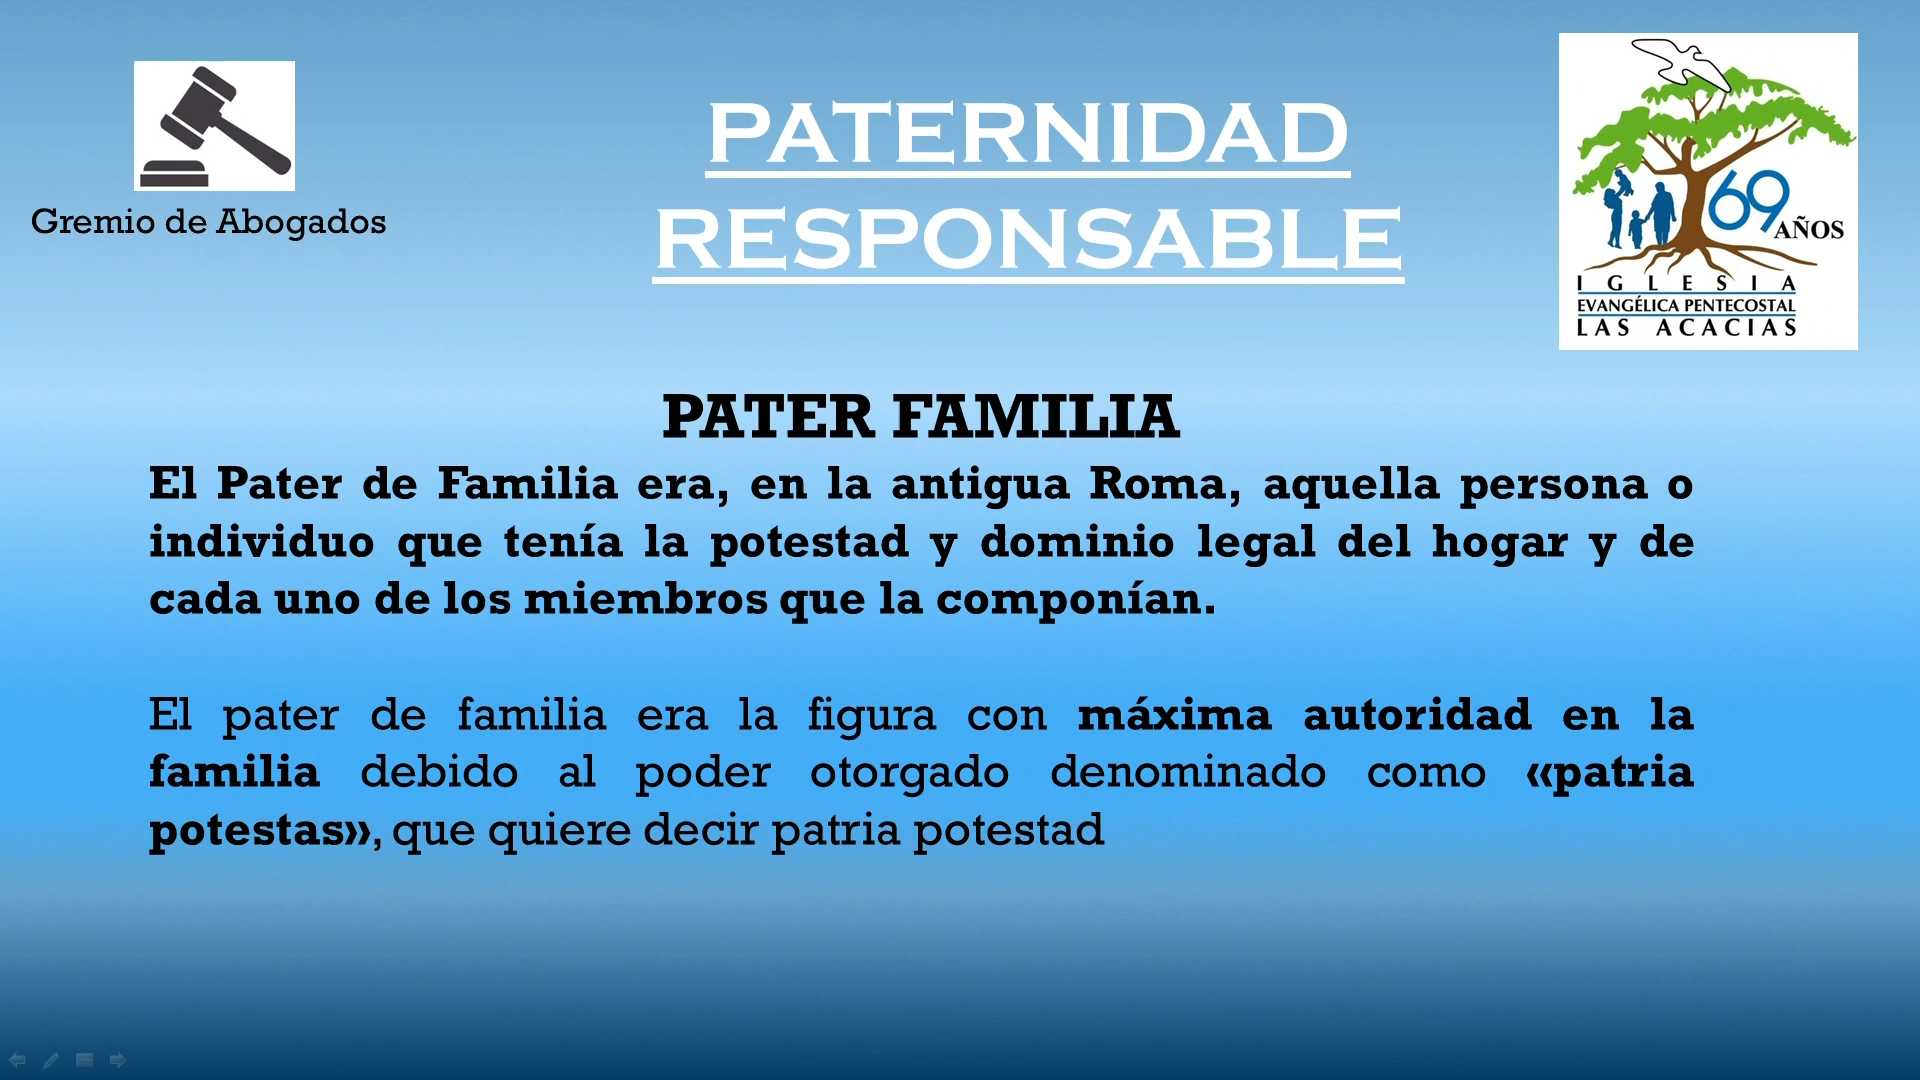 Gremio de Abogados
PATERNIDAD
RESPONSABLE
69
AÑOS
IGLESIA
EVANGÉLICA PENTECOSTAL
LAS ACACIAS
PATER FAMILIA
El Pater de Familia era, en la antigua Roma, aquella persona o
individuo que tenía la potestad y dominio legal del hogar y de
cada uno de los miembros que la componían.
El pater de familia era la figura con máxima autoridad en la
familia debido al poder otorgado denominado como «patria
potestas», que quiere decir patria potestad